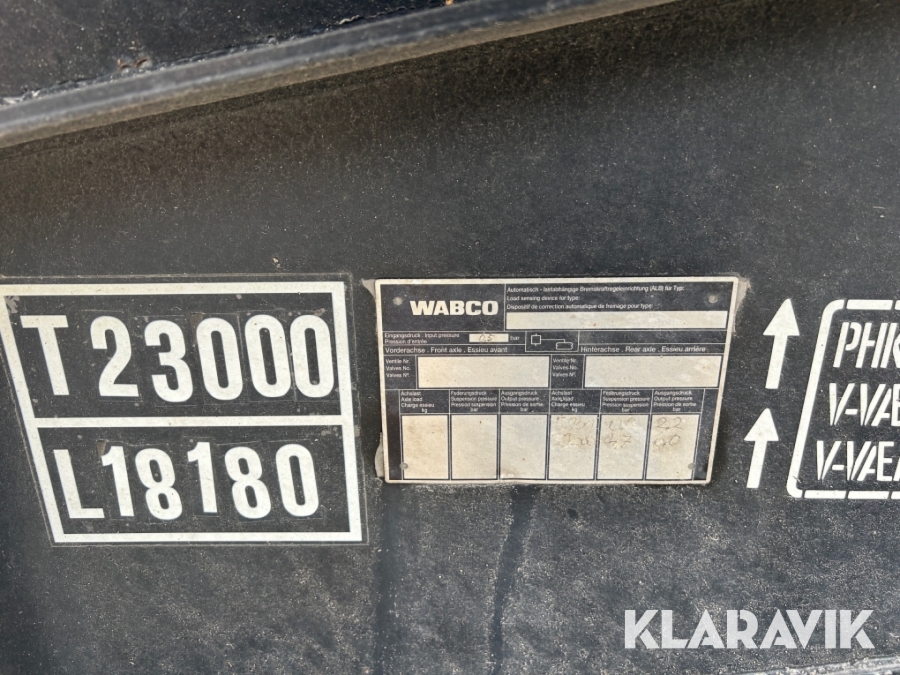 T 23000
L 18180
WABCO
Automatisch - lastabhängige Bremskraftregeleinrichtung (ALB) für Typ:
Load sensing device for type:
Dispositif de correction automatique de freinage pour type:
Eingangsdruck . Input pressure
Pression d'entrée
bar
Vorderachse . Front axle . Essieu avant
Hinterachse . Rear axle . Essieu arrière
Ventile Nr.
Valves No.
Valves N°.
Ventile Nr.
Valves No.
Valves N°.
Achslast
Axle load
Charge essieu
kg
Federungsdruck
Suspension pressure
Pression suspension
bar
Ausgangsdruck
Output pressure
Pression de sortie
bar
Achslast
Axle load
Charge essieu
kg
Federungsdruck
Suspension pressure
Pression suspension
bar
Ausgangsdruck
Output pressure
Pression de sortie
bar
2.2
V-VÆ
V-VÆ
KLARAVIK